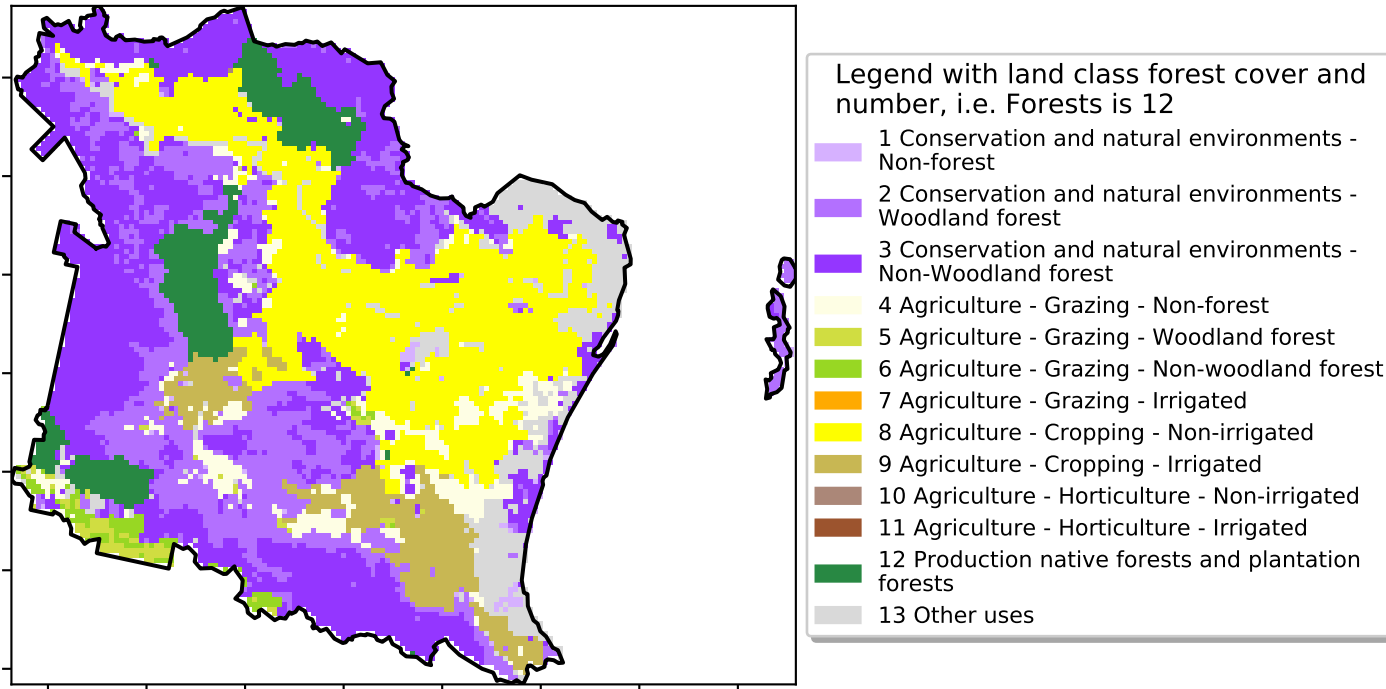 Legend with land class forest cover and
number, i.e. Forests is 12
1 Conservation and natural environments -
Non-forest
2 Conservation and natural environments -
Woodland forest
3 Conservation and natural environments -
Non-Woodland forest
4 Agriculture - Grazing - Non-forest
5 Agriculture - Grazing - Woodland forest
6 Agriculture - Grazing - Non-woodland forest
7 Agriculture - Grazing - Irrigated
8 Agriculture - Cropping - Non-irrigated
9 Agriculture - Cropping - Irrigated
10 Agriculture - Horticulture - Non-irrigated
11 Agriculture - Horticulture - Irrigated
12 Production native forests and plantation
forests
13 Other uses